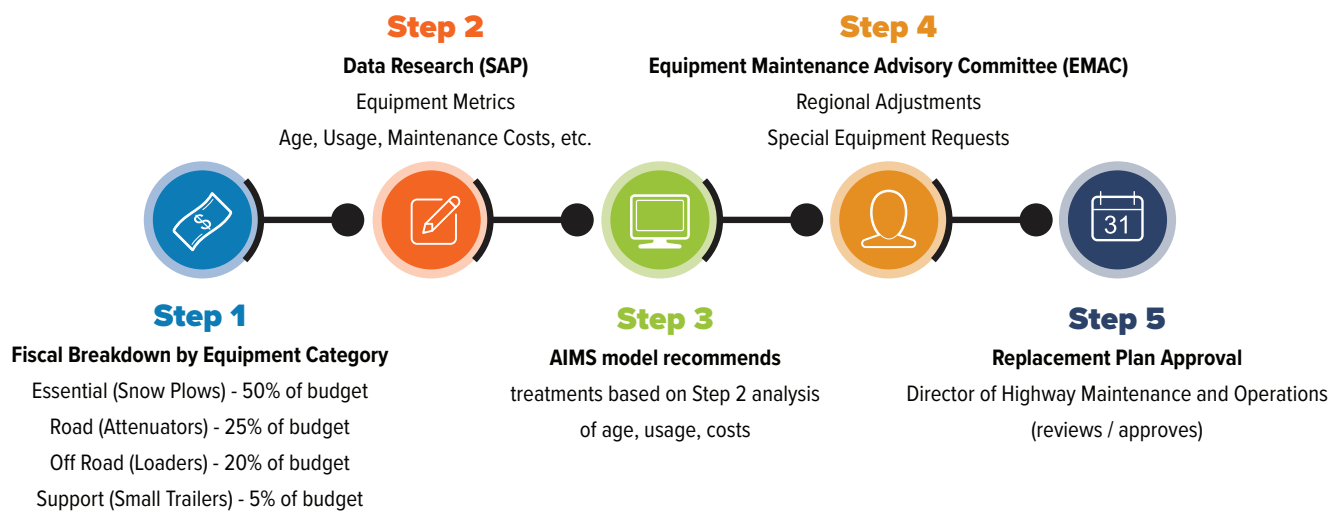 Step 1
Fiscal Breakdown by Equipment Category
Essential (Snow Plows) - 50% of budget
Road (Attenuators) - 25% of budget
Off Road (Loaders) - 20% of budget
Support (Small Trailers) - 5% of budget
Step 2
Data Research (SAP)
Equipment Metrics
Age, Usage, Maintenance Costs, etc.
Step 3
AIMS model recommends
treatments based on Step 2 analysis
of age, usage, costs
Step 4
Equipment Maintenance Advisory Committee (EMAC)
Regional Adjustments
Special Equipment Requests
31
Step 5
Replacement Plan Approval
Director of Highway Maintenance and Operations
(reviews / approves)
$